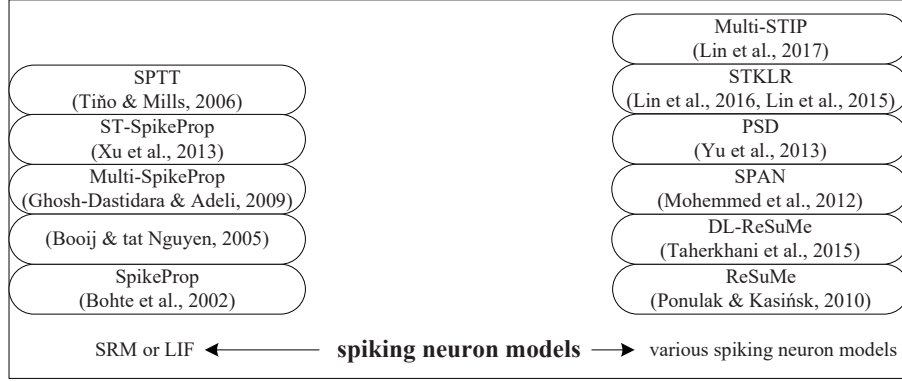 Multi-STIP
(Lin et al., 2017)
SPTT
(Tiňo & Mills, 2006)
STKLR
(Lin et al., 2016, Lin et al., 2015)
ST-SpikeProp
(Xu et al., 2013)
PSD
(Yu et al., 2013)
Multi-SpikeProp
(Ghosh-Dastidara & Adeli, 2009)
SPAN
(Mohemmed et al., 2012)
(Booij & tat Nguyen, 2005)
DL-ReSuMe
(Taherkhani et al., 2015)
SpikeProp
(Bohte et al., 2002)
ReSuMe
(Ponulak & Kasińsk, 2010)
SRM or LIF
spiking neuron models
various spiking neuron models